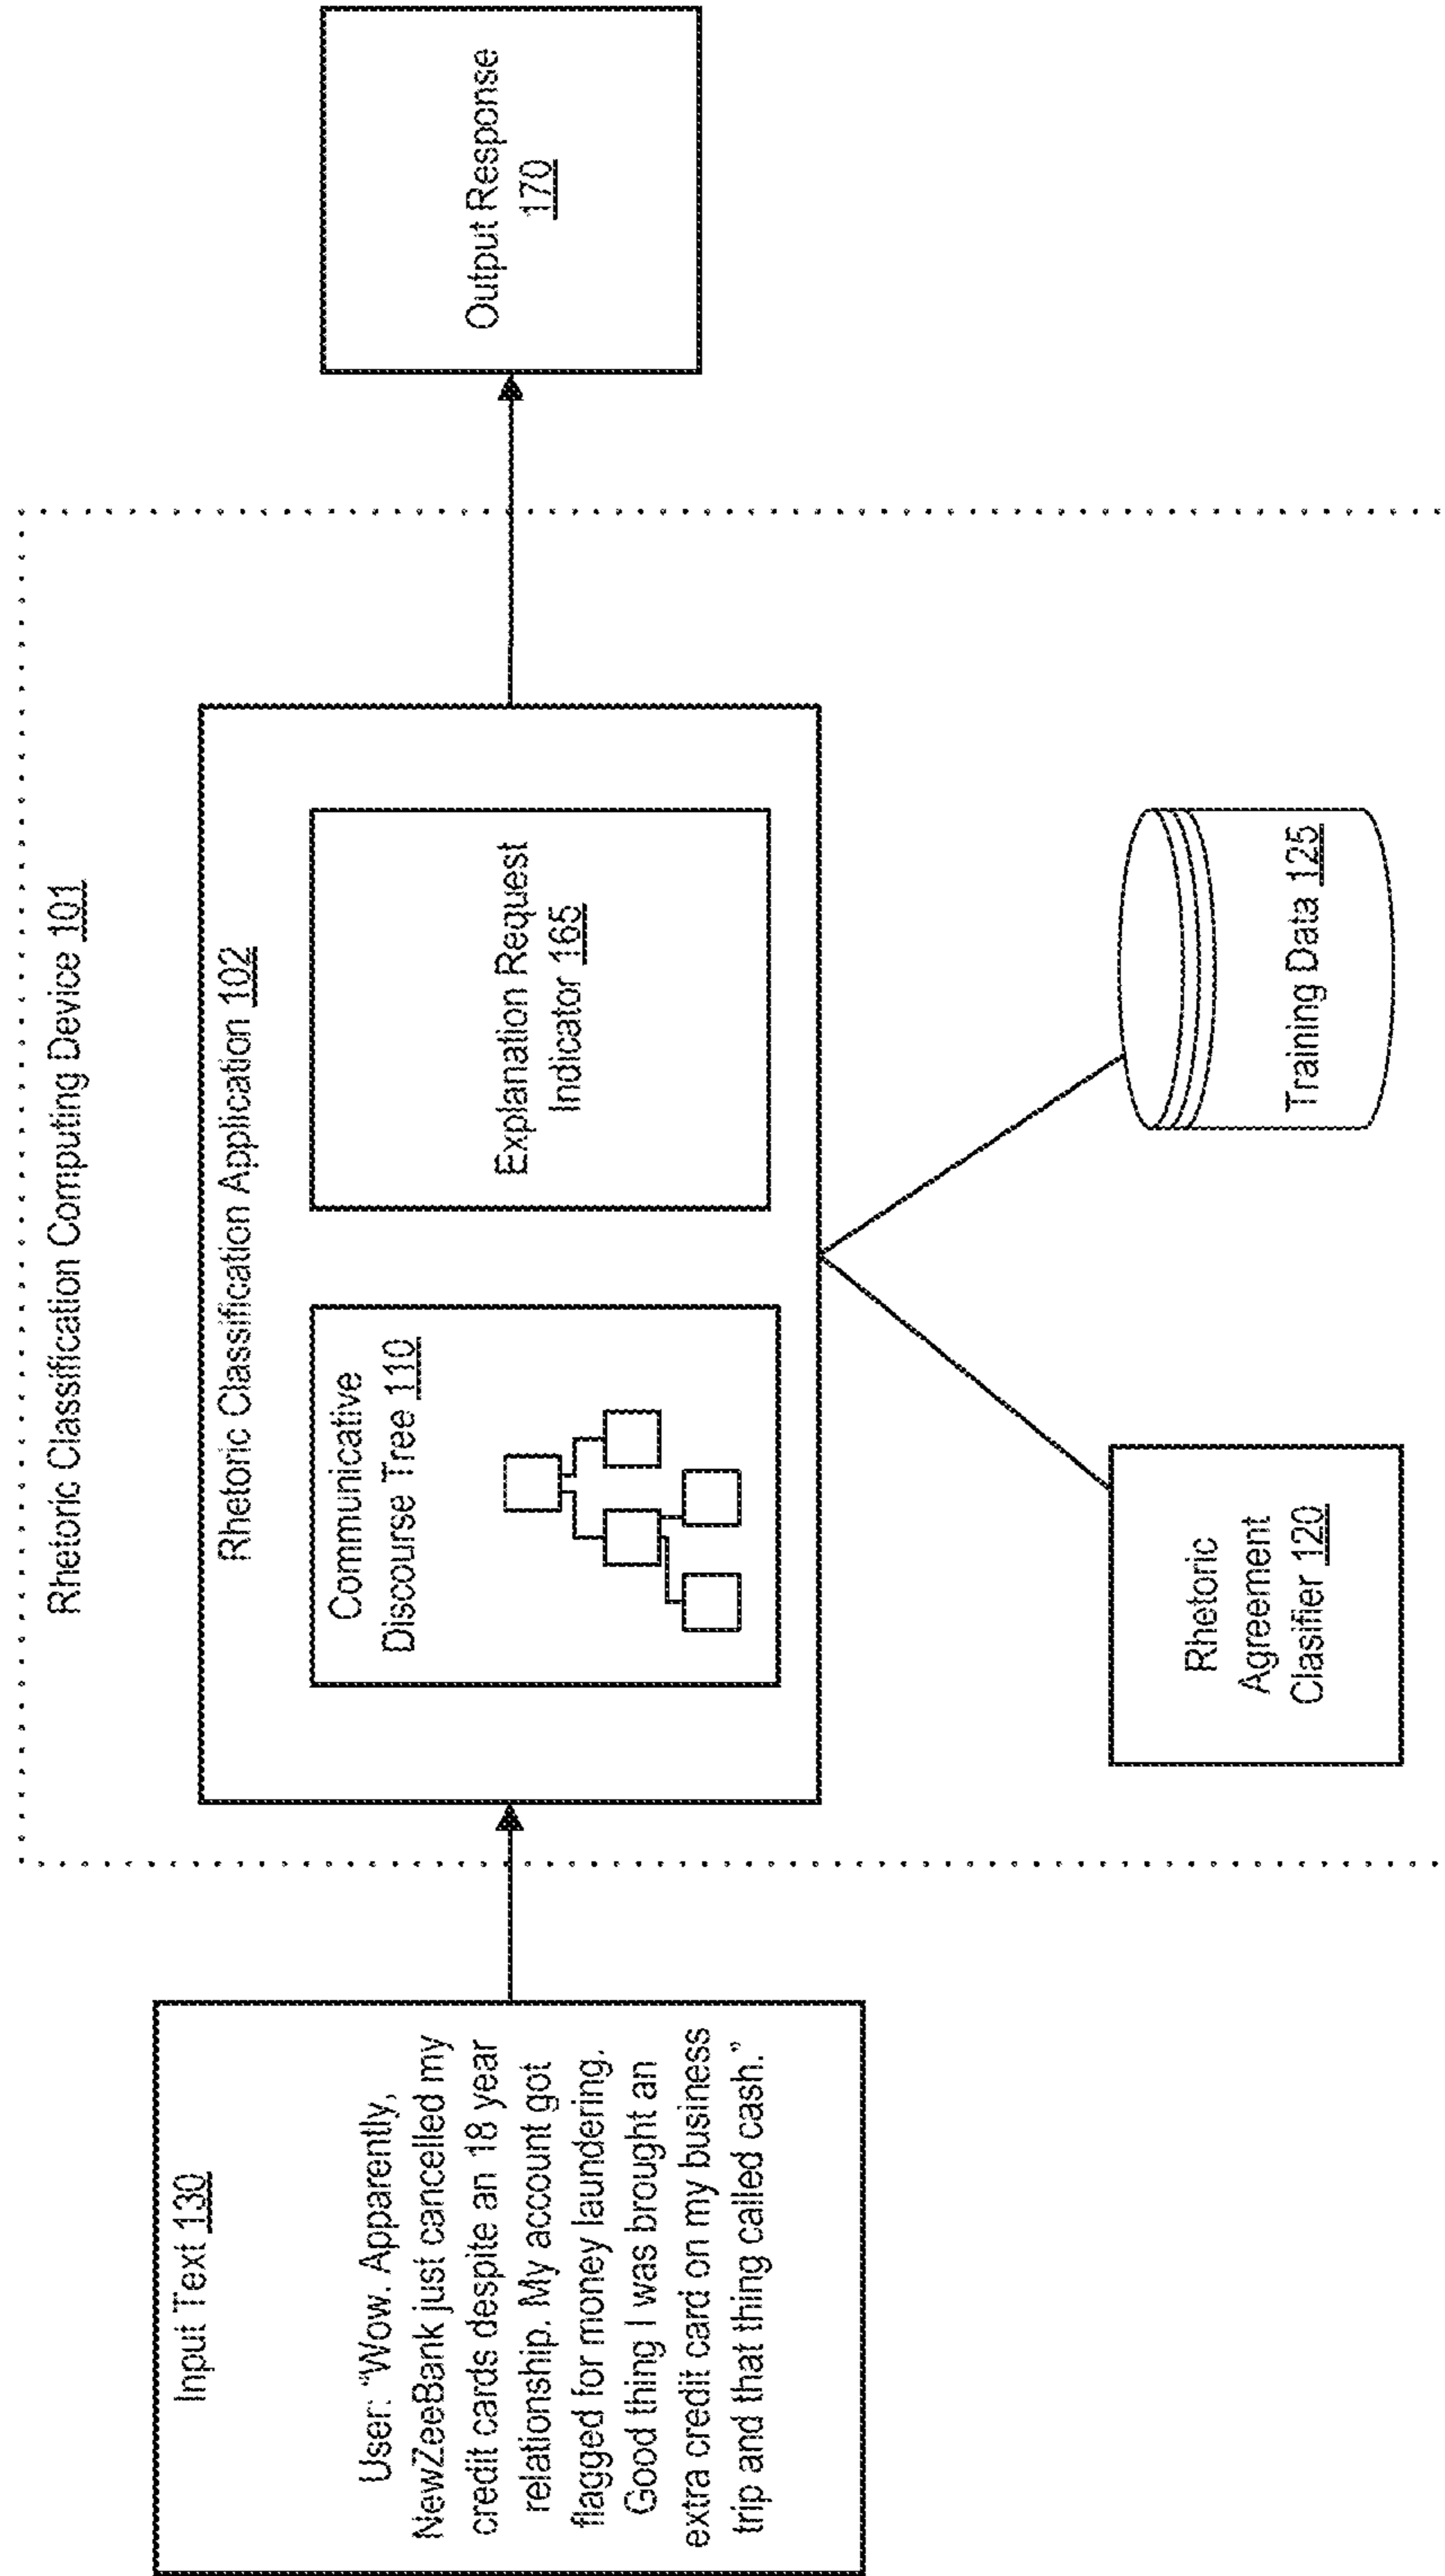 Rhetoric Classification Computing Device 101
Input Text 130
User: "Wow. Apparently,
NewZeeBank just cancelled my
credit cards despite an 18 year
relationship. My account got
flagged for money laundering.
Good thing I was brought an
extra credit card on my business
trip and that thing called cash."
Rhetoric Classification Application 102
Communicative
Discourse Tree 110
Explanation Request
Indicator 165
Output Response
170
Rhetoric
Agreement
Clasifier 120
Training Data 125